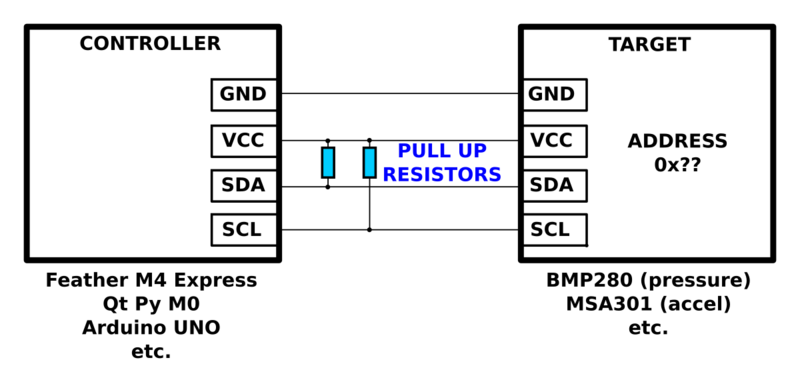 CONTROLLER
GND
VCC
SDA
SCL
PULL UP
RESISTORS
TARGET
GND
VCC
SDA
SCL
ADDRESS
0x??
Feather M4 Express
Qt Py M0
Arduino UNO
etc.
BMP280 (pressure)
MSA301 (accel)
etc.